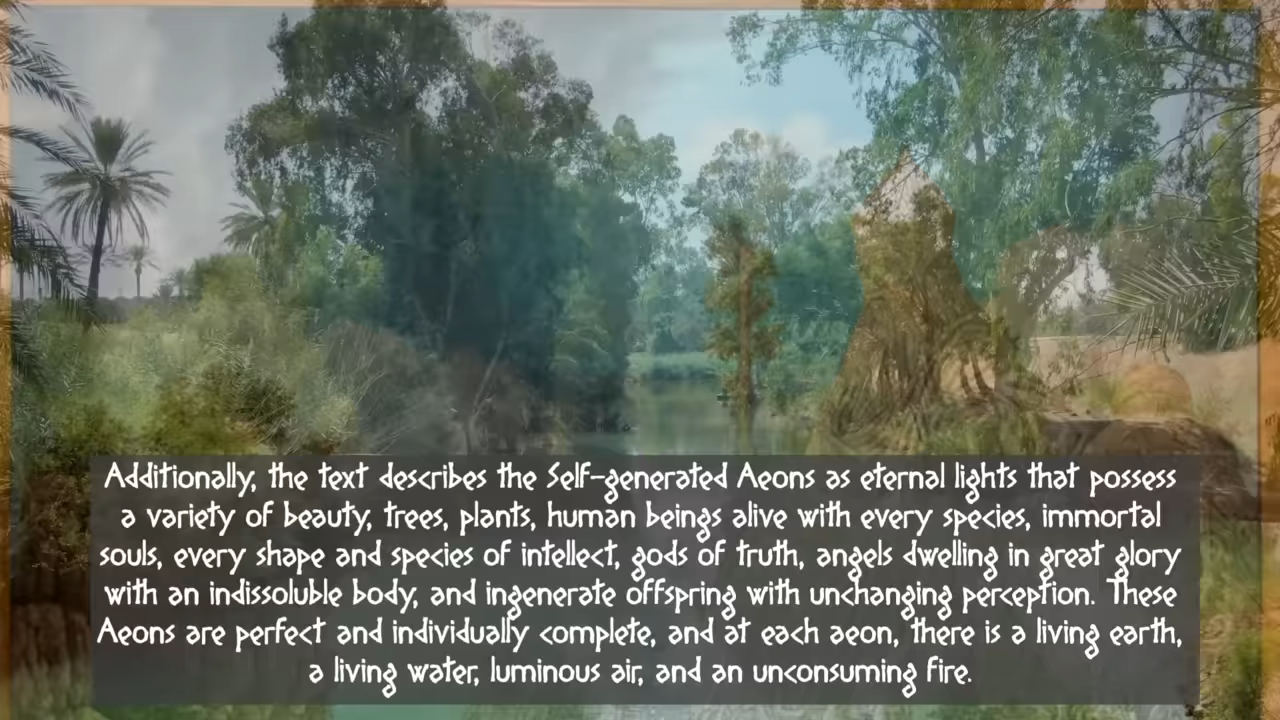 Additionally, the text describes the Self-generated Aeons as eternal lights that possess
a variety of beauty, trees, plants, human beings alive with every species, immortal
souls, every shape and species of intellect, gods of truth, angels dwelling in great glory
with an indissoluble body, and ingenerate offspring with unchanging perception. These
Aeons are perfect and individually complete, and at each aeon, there is a living earth,
a living water, luminous air, and an unconsuming fire.